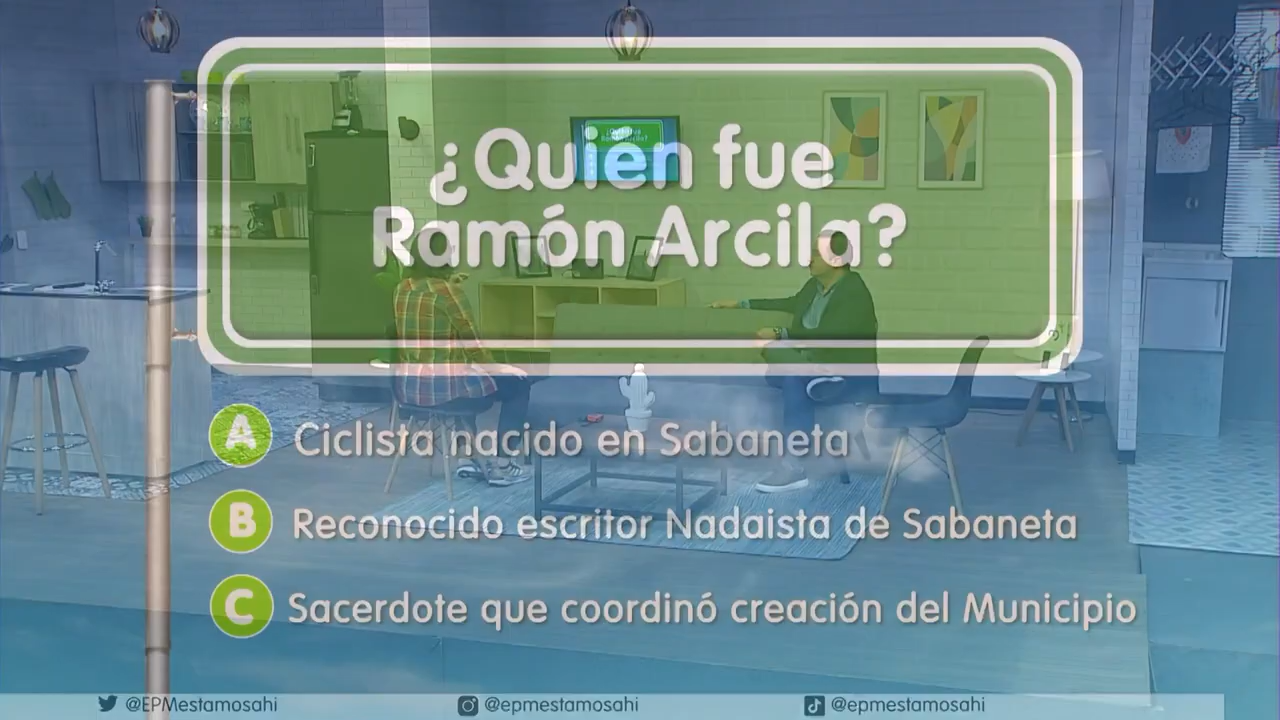 ¿Quién fue
Ramón Arcila?
A Ciclista nacido en Sabaneta
B Reconocido escritor Nadaista de Sabaneta
C Sacerdote que coordinó creación del Municipio
@EPMestamosahi @epmestamosahi @epmestamosahi